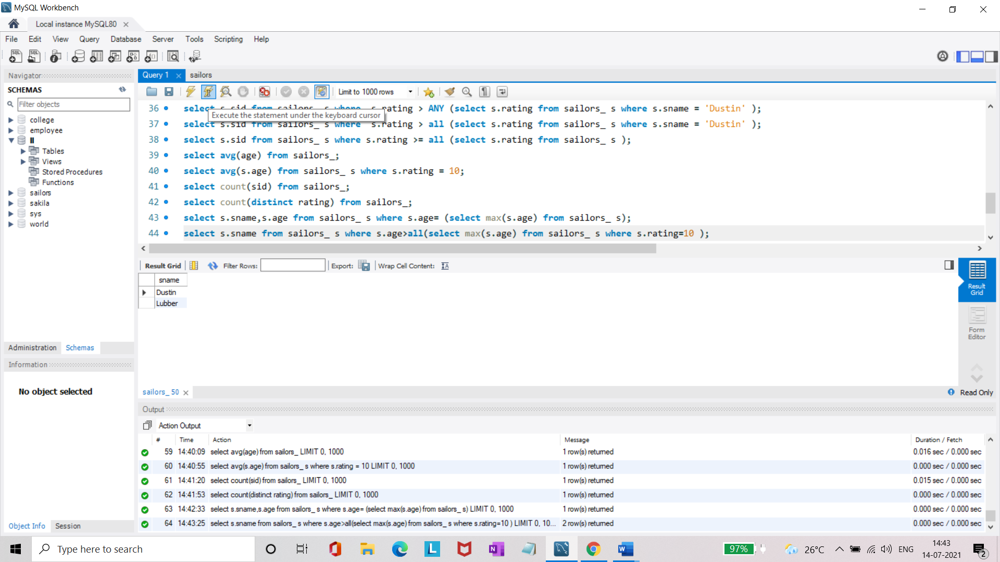 MySQL Workbench
Local instance MySQL80
File Edit View Query Database Server Tools Scripting Help
Navigator
SCHEMAS
Filter objects
college
employee
ll
Tables
Views
Stored Procedures
Functions
sailors
sakila
sys
world
Administration Schemas
Information
No object selected
Object Info Session
Query 1 sailors
Limit to 1000 rows
36 select s.sid from sailors_ s where s.rating > ANY (select s.rating from sailors_ s where s.sname = 'Dustin' );
Execute the statement under the keyboard cursor
37 select s.sid from sailors_ s where s.rating > all (select s.rating from sailors_ s where s.sname = 'Dustin' );
38 select s.sid from sailors_ s where s.rating >= all (select s.rating from sailors_ s );
39 select avg(age) from sailors_;
40 select avg(s.age) from sailors_ s where s.rating = 10;
41 select count(sid) from sailors_;
42 select count(distinct rating) from sailors_;
43 select s.sname,s.age from sailors_ s where s.age= (select max(s.age) from sailors_ s);
44 select s.sname from sailors_ s where s.age>all(select max(s.age) from sailors_ s where s.rating=10 );
Result Grid Filter Rows: Export: Wrap Cell Content:
sname
Dustin
Lubber
Result Grid
Form Editor
sailors_ 50
Read Only
Output
Action Output
# Time Action Message Duration / Fetch
59 14:40:09 select avg(age) from sailors_ LIMIT 0, 1000 1 row(s) returned 0.016 sec / 0.000 sec
60 14:40:55 select avg(s.age) from sailors_ s where s.rating = 10 LIMIT 0, 1000 1 row(s) returned 0.000 sec / 0.000 sec
61 14:41:20 select count(sid) from sailors_ LIMIT 0, 1000 1 row(s) returned 0.015 sec / 0.000 sec
62 14:41:53 select count(distinct rating) from sailors_ LIMIT 0, 1000 1 row(s) returned 0.000 sec / 0.000 sec
63 14:42:33 select s.sname,s.age from sailors_ s where s.age= (select max(s.age) from sailors_ s) LIMIT 0, 1000 1 row(s) returned 0.000 sec / 0.000 sec
64 14:43:25 select s.sname from sailors_ s where s.age>all(select max(s.age) from sailors_ s where s.rating=10 ) LIMIT 0, 10... 2 row(s) returned 0.000 sec / 0.000 sec
Type here to search
97%
26°C
ENG
14:43
14-07-2021
2